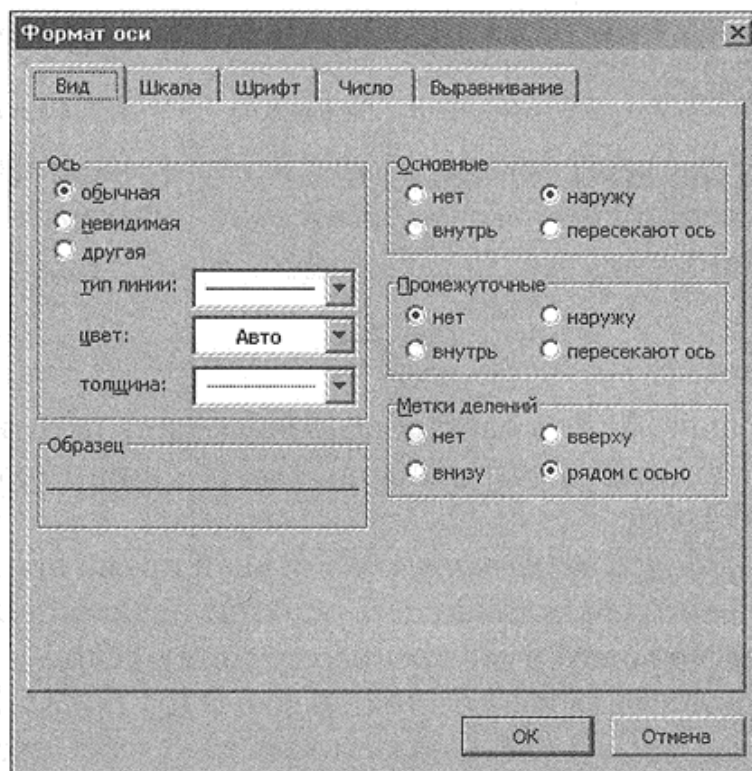 Формат оси
Вид Шкала Шрифт Число Выравнивание
Ось
обычная
невидимая
другая
тип линии:
цвет: Авто
толщина:
Образец
Основные
нет наружу
внутрь пересекают ось
Промежуточные
нет наружу
внутрь пересекают ось
Метки делений
нет вверху
внизу рядом с осью
ОК Отмена